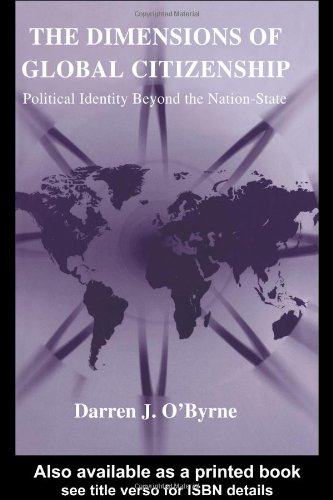 THE DIMENSIONS OF
GLOBAL CITIZENSHIP
Political Identity Beyond the Nation-State
Darren J. O'Byrne
Also available as a printed book
see title verso for ISBN details